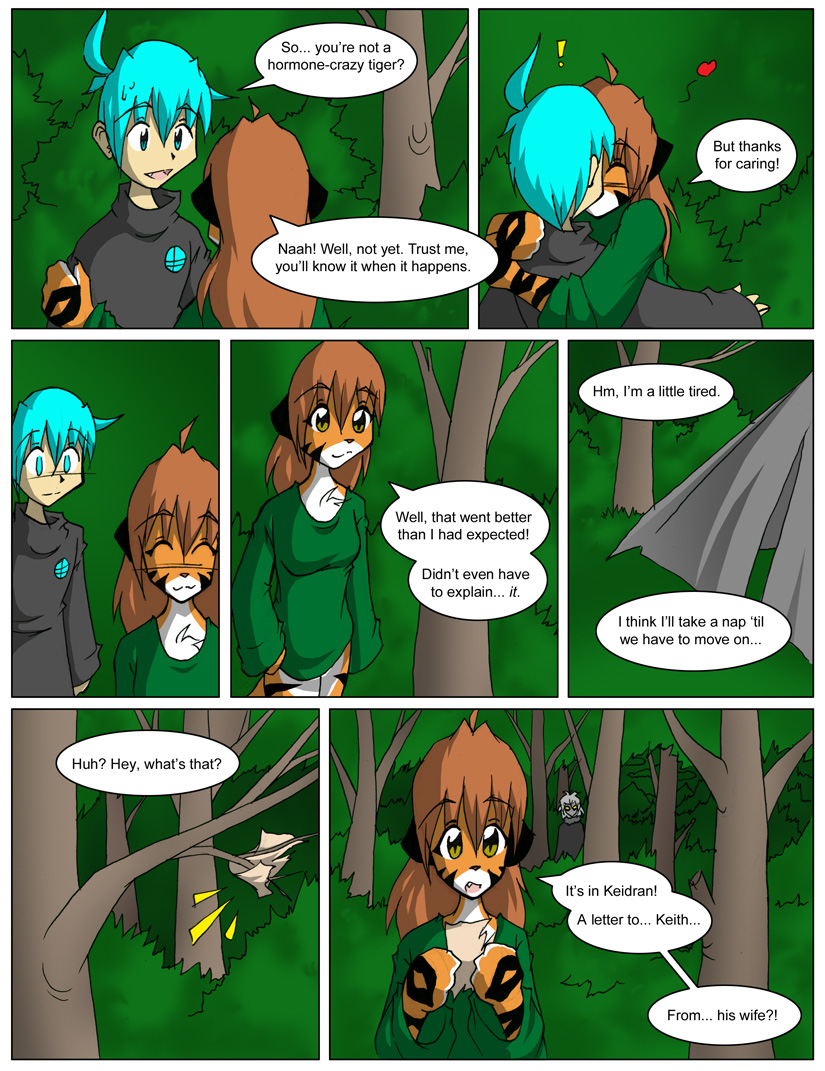 So... you're not a
hormone-crazy tiger?
Naah! Well, not yet. Trust me,
you'll know it when it happens.
!
But thanks
for caring!
Well, that went better
than I had expected!
Didn't even have
to explain... it.
Hm, I'm a little tired.
I think I'll take a nap ‘til
we have to move on...
Huh? Hey, what's that?
It's in Keidran!
A letter to... Keith...
From... his wife?!